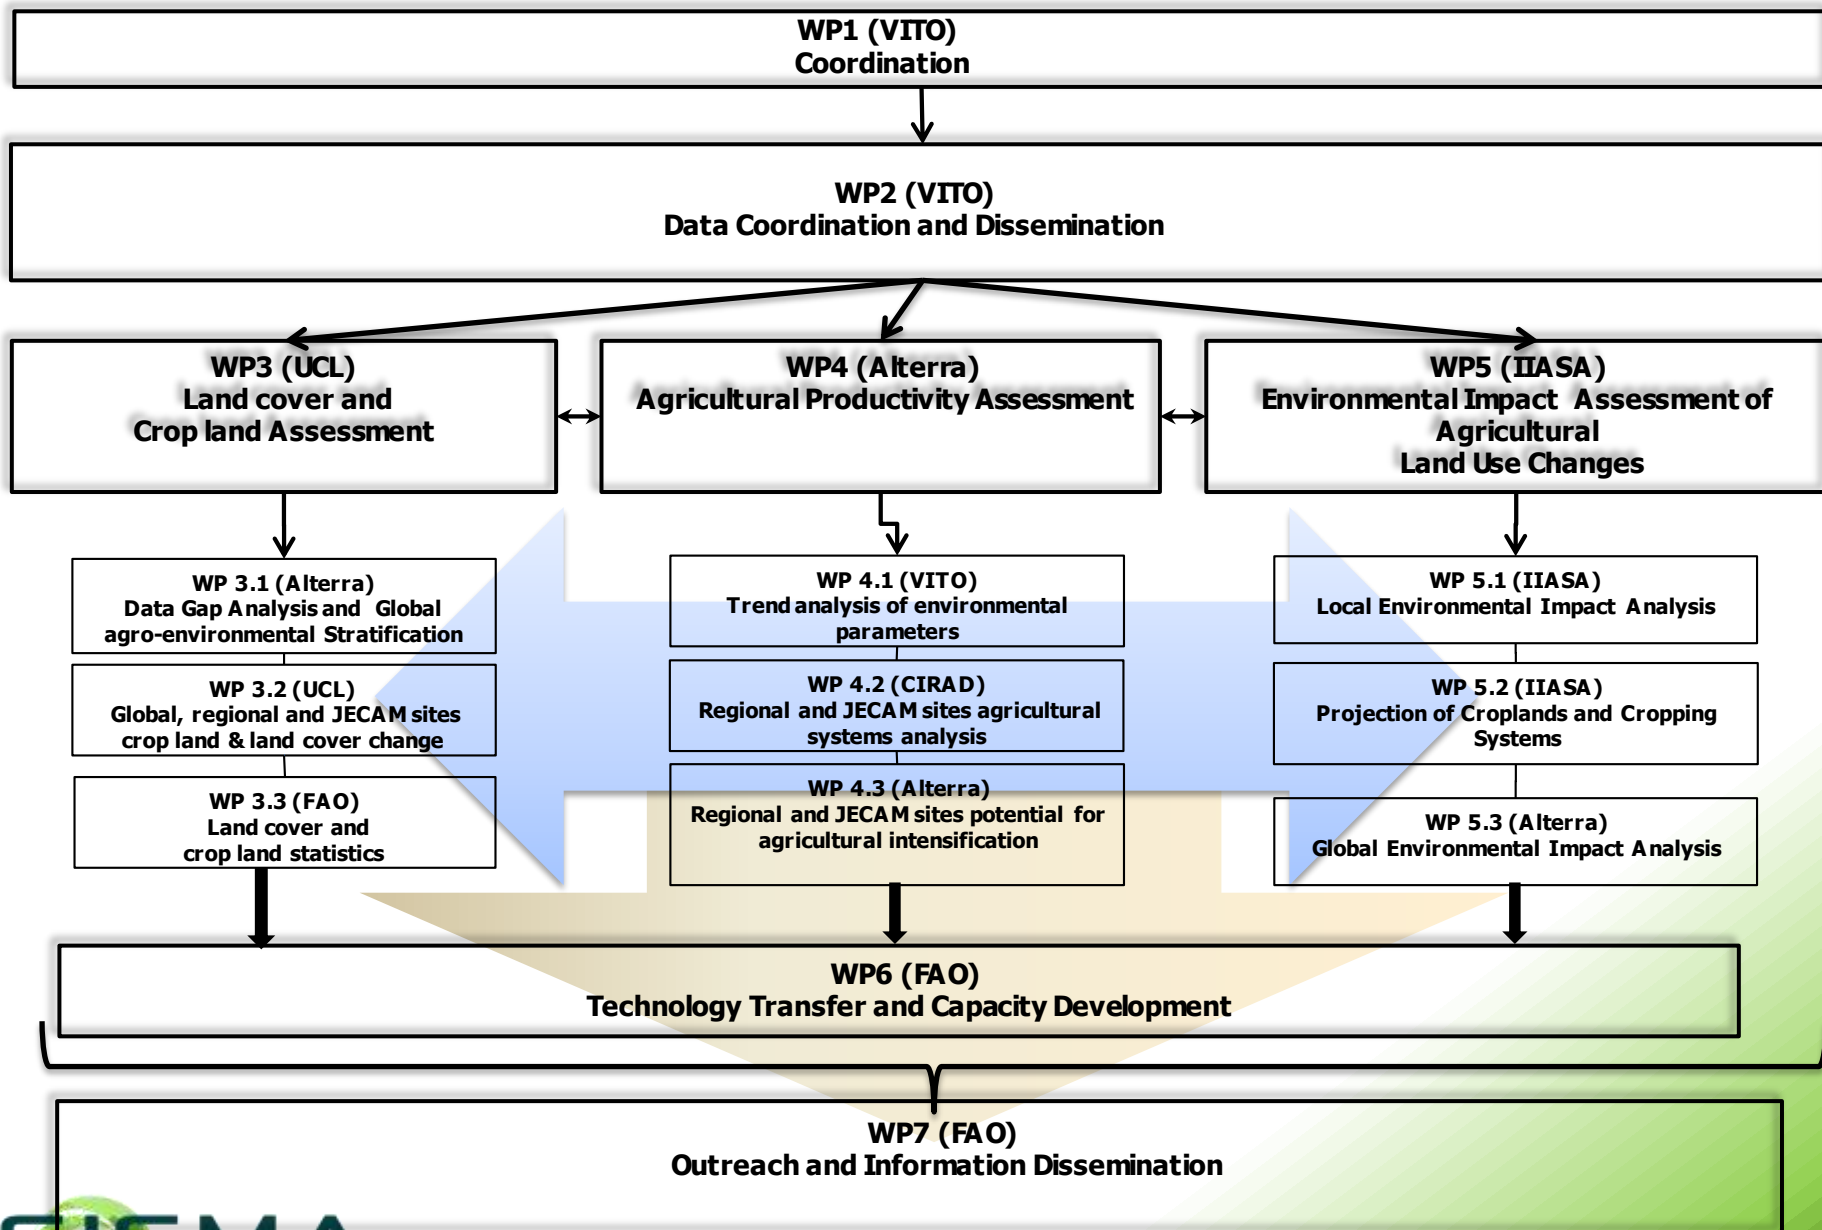 WP1 (VITO)
Coordination
WP2 (VITO)
Data Coordination and Dissemination
WP3 (UCL)
Land cover and
Crop land Assessment
WP4 (Alterra)
Agricultural Productivity Assessment
WP5 (IIASA)
Environmental Impact Assessment of
Agricultural
Land Use Changes
WP 3.1 (Alterra)
Data Gap Analysis and Global
agro-environmental Stratification
WP 3.2 (UCL)
Global, regional and JECAM sites
crop land & land cover change
WP 3.3 (FAO)
Land cover and
crop land statistics
WP 4.1 (VITO)
Trend analysis of environmental
parameters
WP 4.2 (CIRAD)
Regional and JECAM sites agricultural
systems analysis
WP 4.3 (Alterra)
Regional and JECAM sites potential for
agricultural intensification
WP 5.1 (IIASA)
Local Environmental Impact Analysis
WP 5.2 (IIASA)
Projection of Croplands and Cropping
Systems
WP 5.3 (Alterra)
Global Environmental Impact Analysis
WP6 (FAO)
Technology Transfer and Capacity Development
WP7 (FAO)
Outreach and Information Dissemination